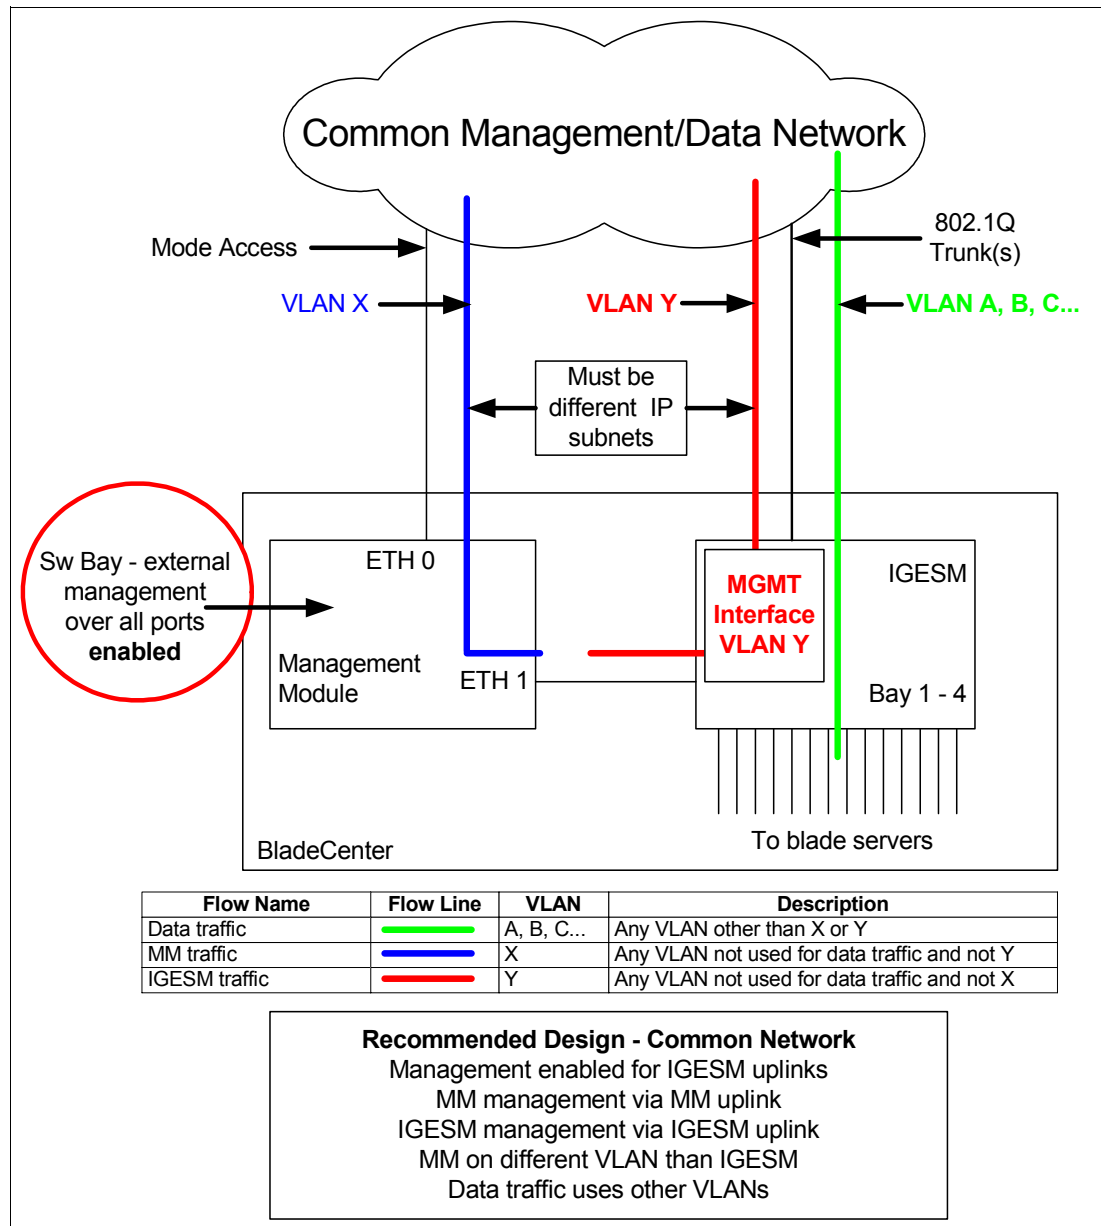 Common Management/Data Network
Mode Access
802.1Q
Trunk(s)
VLAN X
VLAN Y
VLAN A, B, C...
Must be
different IP
subnets
Sw Bay - external
management
over all ports
enabled
ETH 0
Management
Module
ETH 1
MGMT
Interface
VLAN Y
IGESM
Bay 1 - 4
To blade servers
BladeCenter
Flow Name Flow Line VLAN Description
Data traffic A, B, C... Any VLAN other than X or Y
MM traffic X Any VLAN not used for data traffic and not Y
IGESM traffic Y Any VLAN not used for data traffic and not X
Recommended Design - Common Network
Management enabled for IGESM uplinks
MM management via MM uplink
IGESM management via IGESM uplink
MM on different VLAN than IGESM
Data traffic uses other VLANs